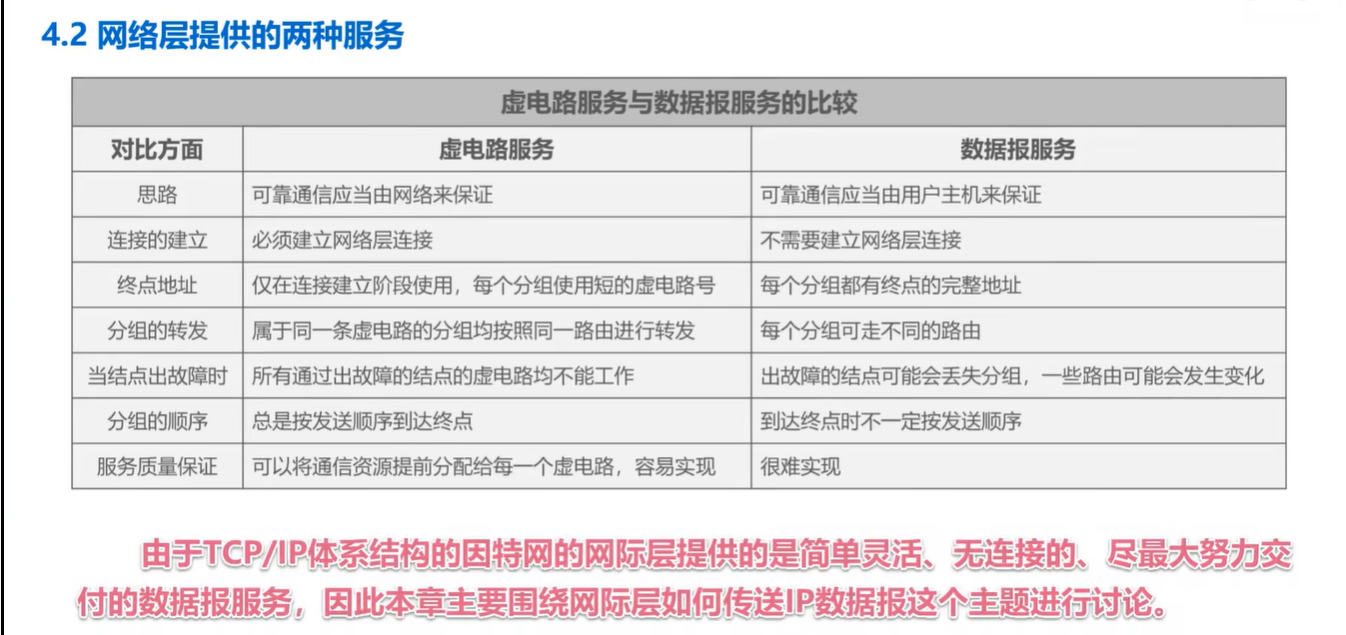 4.2 网络层提供的两种服务
虚电路服务与数据报服务的比较
对比方面 虚电路服务 数据报服务
思路 可靠通信应当由网络来保证 可靠通信应当由用户主机来保证
连接的建立 必须建立网络层连接 不需要建立网络层连接
终点地址 仅在连接建立阶段使用，每个分组使用短的虚电路号 每个分组都有终点的完整地址
分组的转发 属于同一条虚电路的分组均按照同一路由进行转发 每个分组可走不同的路由
当结点出故障时 所有通过出故障的结点的虚电路均不能工作 出故障的结点可能会丢失分组，一些路由可能会发生变化
分组的顺序 总是按发送顺序到达终点 到达终点时不一定按发送顺序
服务质量保证 可以将通信资源提前分配给每一个虚电路，容易实现 很难实现
由于TCP/IP体系结构的因特网的网际层提供的是简单灵活、无连接的、尽最大努力交
付的数据报服务，因此本章主要围绕网际层如何传送IP数据报这个主题进行讨论。